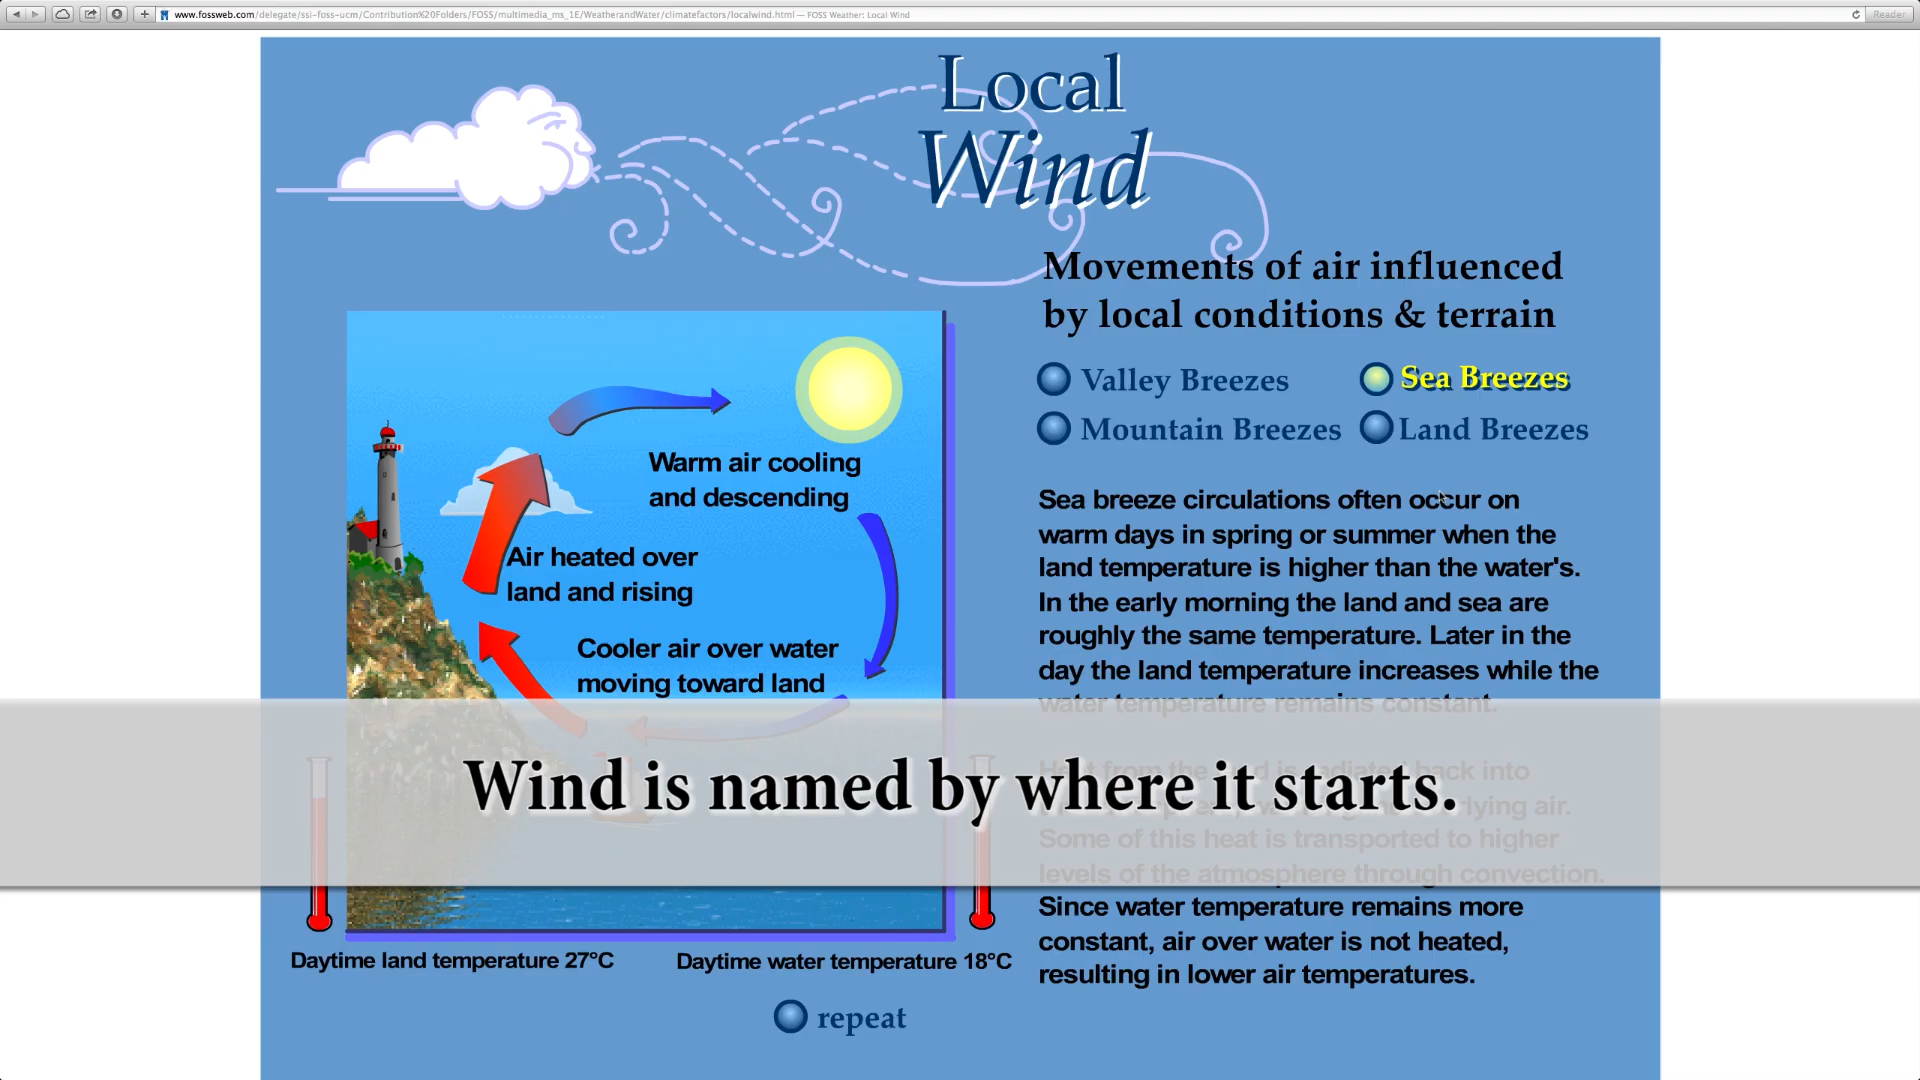 www.fossweb.com/delegate/ssi-foss-ucm/Contribution%20Folders/FOSS/multimedia_ms_1E/WeatherandWater/climatefactors/localwind.html — FOSS Weather: Local Wind
Reader
Local
Wind
Movements of air influenced
by local conditions & terrain
Valley Breezes
Sea Breezes
Mountain Breezes
Land Breezes
Warm air cooling
and descending
Air heated over
land and rising
Cooler air over water
moving toward land
Sea breeze circulations often occur on
warm days in spring or summer when the
land temperature is higher than the water's.
In the early morning the land and sea are
roughly the same temperature. Later in the
day the land temperature increases while the
water temperature remains constant.
Wind is named by where it starts.
Some of this heat is transported to higher
levels of the atmosphere through convection.
Since water temperature remains more
constant, air over water is not heated,
resulting in lower air temperatures.
Daytime land temperature 27°C
Daytime water temperature 18°C
repeat